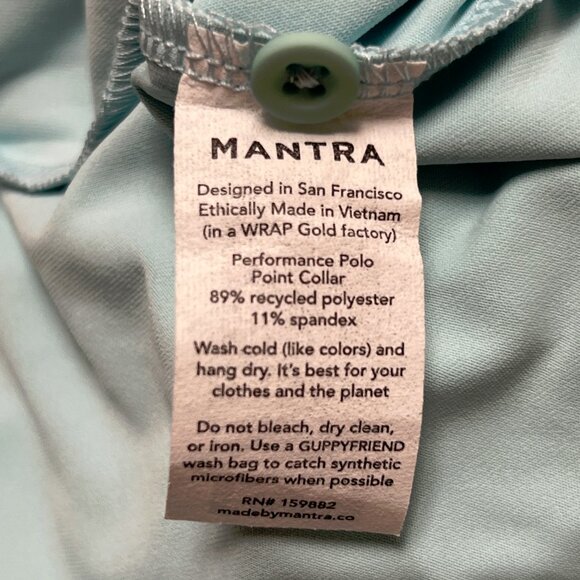 MANTRA
Designed in San Francisco
Ethically Made in Vietnam
(in a WRAP Gold factory)
Performance Polo
Point Collar
89% recycled polyester
11% spandex
Wash cold (like colors) and
hang dry. It's best for your
clothes and the planet
Do not bleach, dry clean,
or iron. Use a GUPPYFRIEND
wash bag to catch synthetic
microfibers when possible
RN# 159882
madebymantra.co